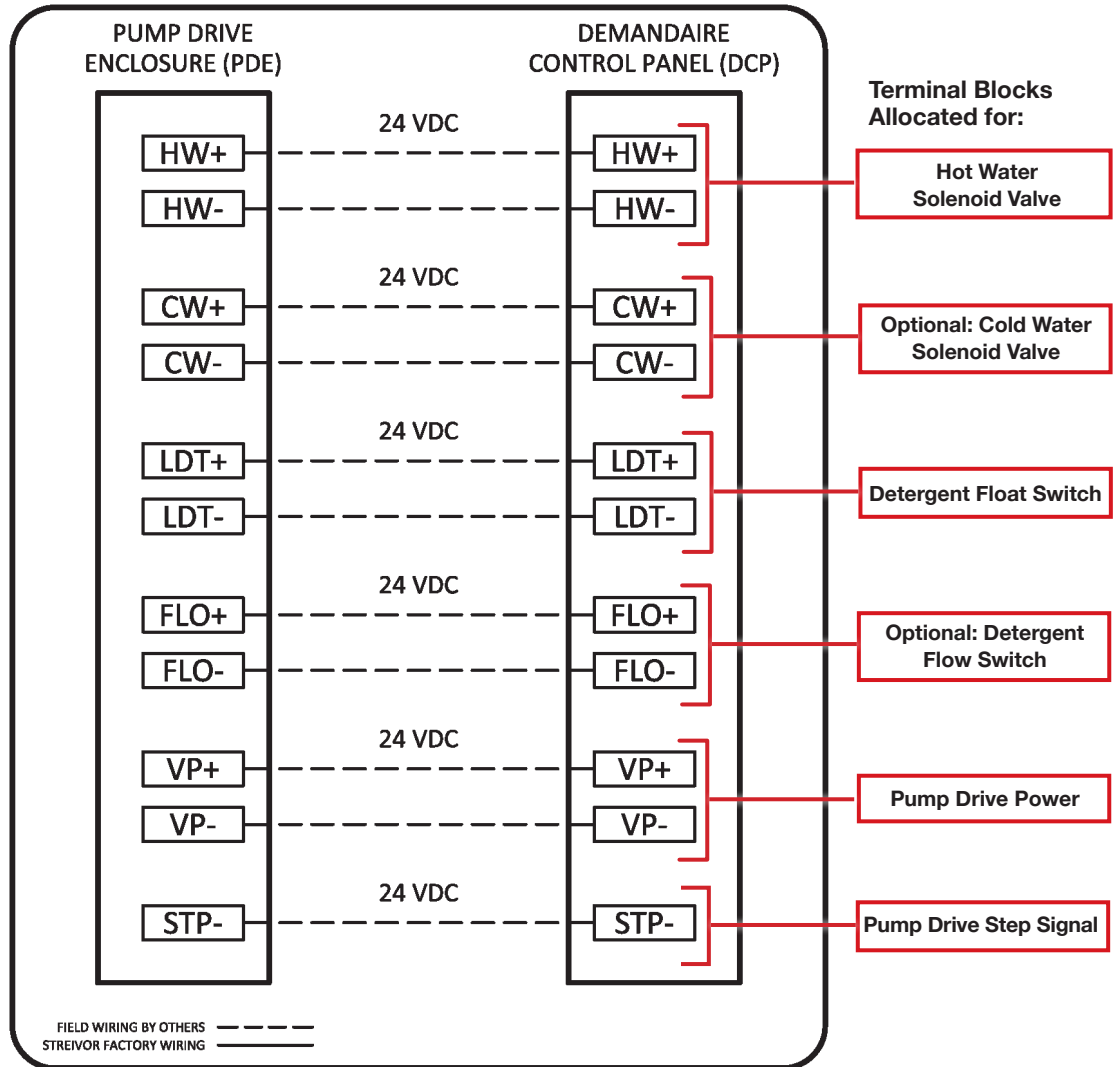 PUMP DRIVE
ENCLOSURE (PDE)
DEMANDAIRE
CONTROL PANEL (DCP)
Terminal Blocks
Allocated for:
24 VDC
HW+
HW+
HW-
HW-
Hot Water
Solenoid Valve
24 VDC
CW+
CW+
CW-
CW-
Optional: Cold Water
Solenoid Valve
24 VDC
LDT+
LDT+
LDT-
LDT-
Detergent Float Switch
24 VDC
FLO+
FLO+
FLO-
FLO-
Optional: Detergent
Flow Switch
24 VDC
VP+
VP+
VP-
VP-
Pump Drive Power
24 VDC
STP-
STP-
Pump Drive Step Signal
FIELD WIRING BY OTHERS
STREIVOR FACTORY WIRING